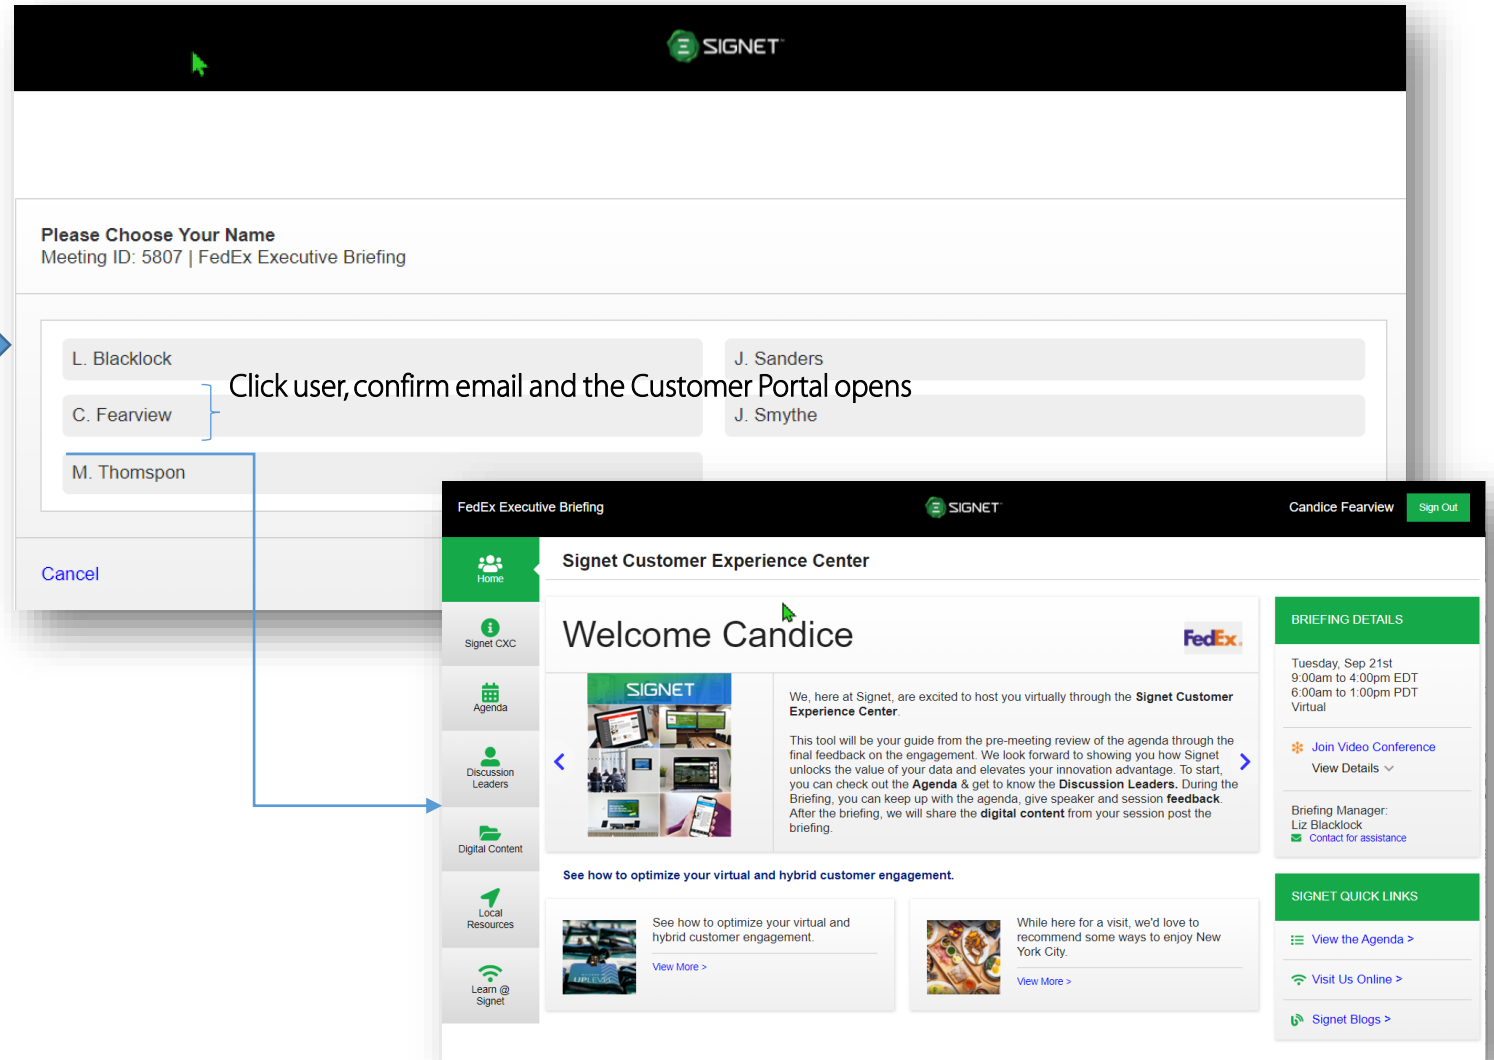 SIGNET
Please Choose Your Name
Meeting ID: 5807 | FedEx Executive Briefing
L. Blacklock
J. Sanders
Click user, confirm email and the Customer Portal opens
C. Fearview
J. Smythe
M. Thomspon
Cancel
FedEx Executive Briefing
SIGNET
Candice Fearview
Sign Out
Home
Signet CXC
Agenda
Discussion
Leaders
Digital Content
Local
Resources
Learn @
Signet
Signet Customer Experience Center
Welcome Candice
FedEx.
SIGNET
We, here at Signet, are excited to host you virtually through the Signet Customer
Experience Center.
This tool will be your guide from the pre-meeting review of the agenda through the
final feedback on the engagement. We look forward to showing you how Signet
unlocks the value of your data and elevates your innovation advantage. To start,
you can check out the Agenda & get to know the Discussion Leaders. During the
Briefing, you can keep up with the agenda, give speaker and session feedback.
After the briefing, we will share the digital content from your session post the
briefing.
See how to optimize your virtual and hybrid customer engagement.
See how to optimize your virtual and
hybrid customer engagement.
View More >
UPLEVEL
While here for a visit, we'd love to
recommend some ways to enjoy New
York City.
View More >
BRIEFING DETAILS
Tuesday, Sep 21st
9:00am to 4:00pm EDT
6:00am to 1:00pm PDT
Virtual
Join Video Conference
View Details
Briefing Manager:
Liz Blacklock
Contact for assistance
SIGNET QUICK LINKS
View the Agenda >
Visit Us Online >
Signet Blogs >